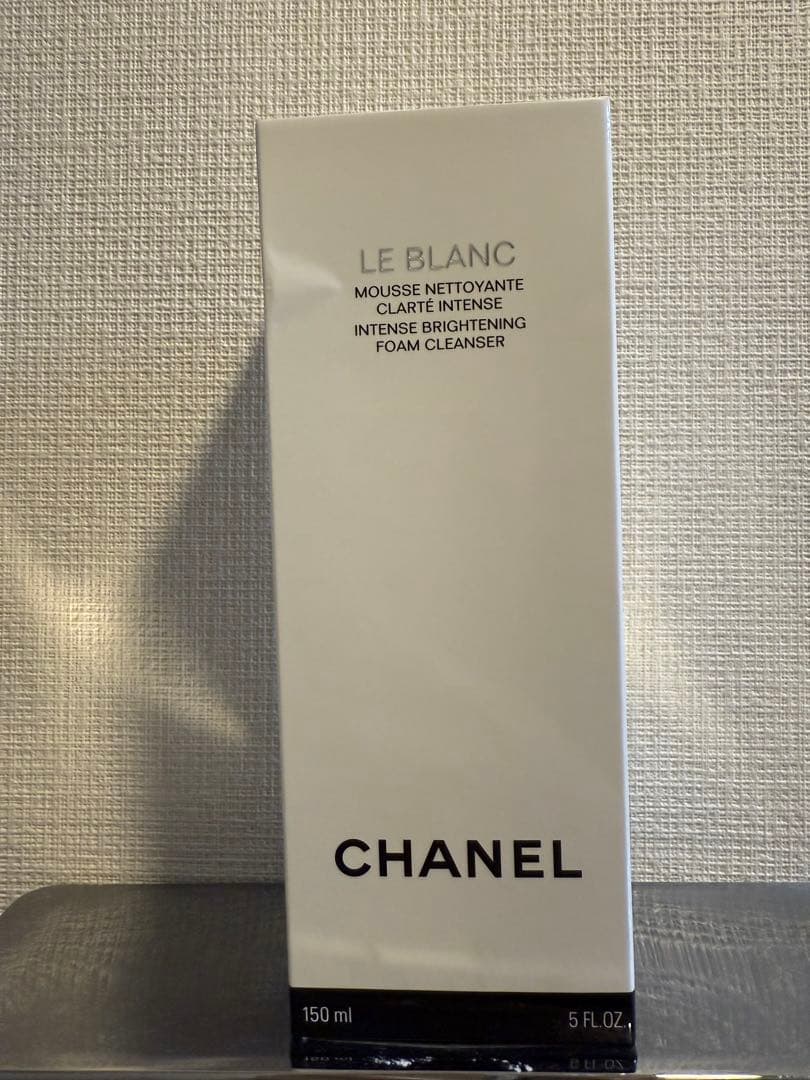 LE BLANC
MOUSSE NETTOYANTE
CLARTÉ INTENSE
INTENSE BRIGHTENING
FOAM CLEANSER
CHANEL
150 ml 5 FL.OZ.